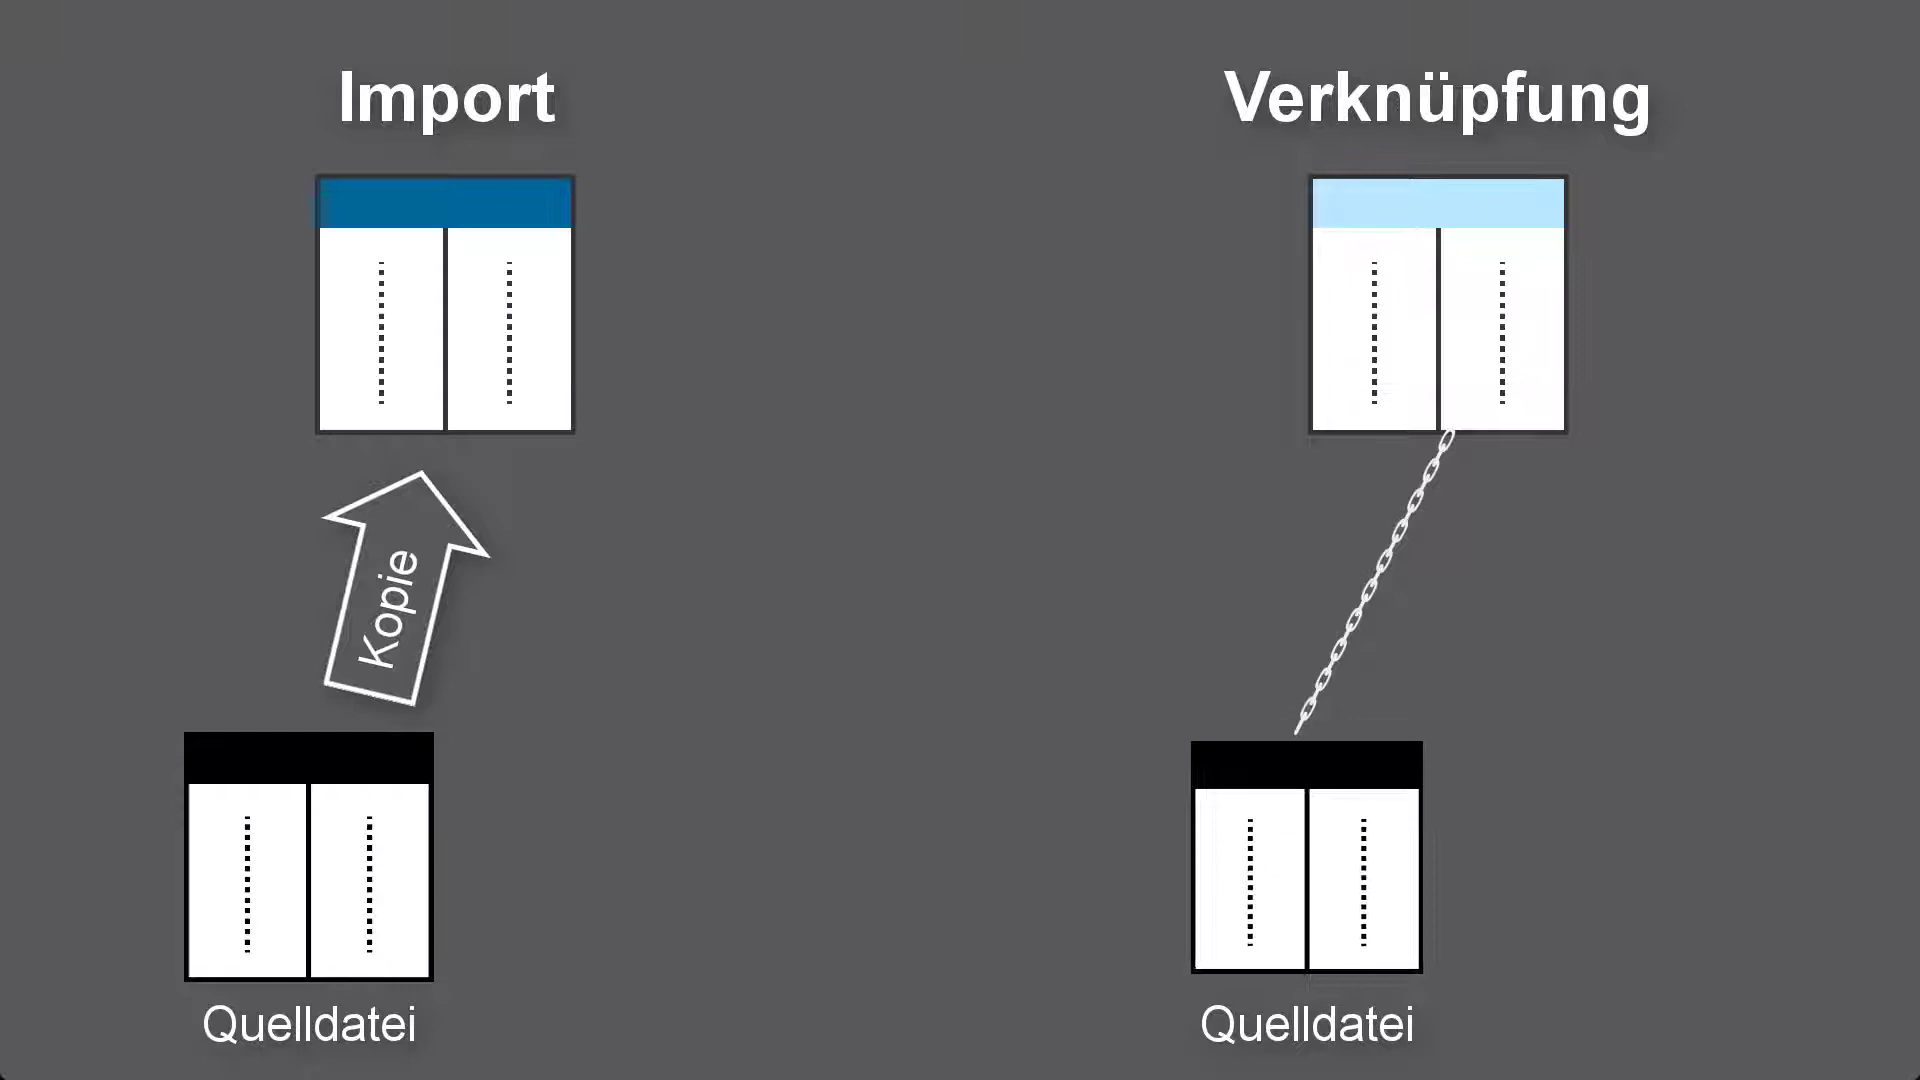 Import
Verknüpfung
Kopie
Quelldatei
Quelldatei